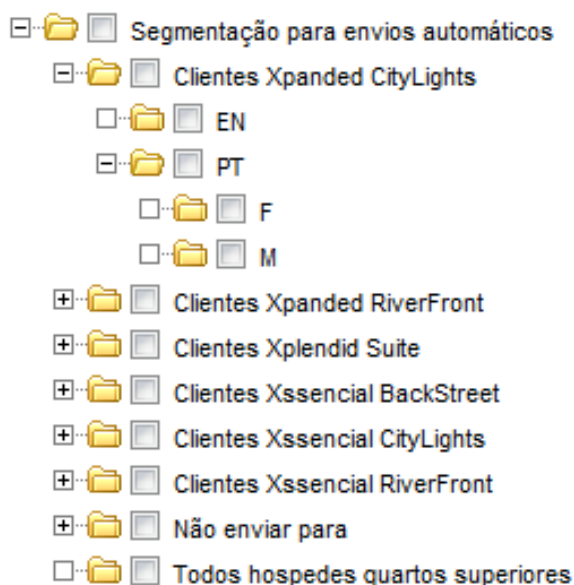 Segmentação para envios automáticos
Clientes Xpanded CityLights
EN
PT
F
M
Clientes Xpanded RiverFront
Clientes Xplendid Suite
Clientes Xssencial BackStreet
Clientes Xssencial CityLights
Clientes Xssencial RiverFront
Não enviar para
Todos hospedes quartos superiores